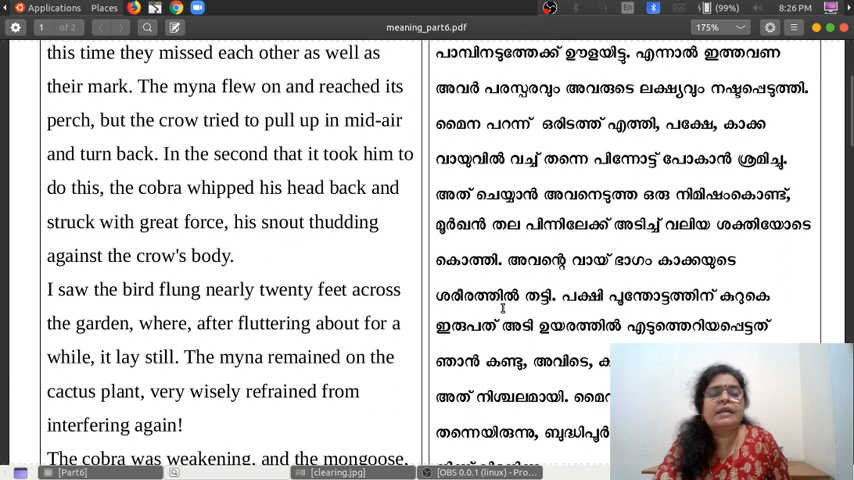 Applications
Places
En
(99%)
8:26 PM
1
of 2
meaning_part6.pdf
175%
this time they missed each other as well as
their mark. The myna flew on and reached its
perch, but the crow tried to pull up in mid-air
and turn back. In the second that it took him to
do this, the cobra whipped his head back and
struck with great force, his snout thudding
against the crow's body.
I saw the bird flung nearly twenty feet across
the garden, where, after fluttering about for a
while, it lay still. The myna remained on the
cactus plant, very wisely refrained from
interfering again!
The cobra was weakening, and the mongoose,
പാമ്പിനടുത്തേക്ക് ഊളയിട്ടു. എന്നാൽ ഇത്തവണ
അവർ പരസ്പരവും അവരുടെ ലക്ഷ്യവും നഷ്ടപ്പെടുത്തി.
മൈന പറന്ന് ഒരിടത്ത് എത്തി, പക്ഷേ, കാക്ക
വായുവിൽ വച്ച് തന്നെ പിന്നോട്ട് പോകാൻ ശ്രമിച്ചു.
അത് ചെയ്യാൻ അവനെടുത്ത ഒരു നിമിഷംകൊണ്ട്,
മൂർഖൻ തല പിന്നിലേക്ക് അടിച്ച് വലിയ ശക്തിയോടെ
കൊത്തി. അവന്റെ വായ് ഭാഗം കാക്കയുടെ
ശരീരത്തിൽ തട്ടി. പക്ഷി പൂന്തോട്ടത്തിന് കുറുകെ
ഇരുപത് അടി ഉയരത്തിൽ എടുത്തെറിയപ്പെട്ടത്
ഞാൻ കണ്ടു, അവിടെ,
അത് നിശ്ചലമായി.
തന്നെയിരുന്നു,
[Part6]
[clearing.jpg]
[OBS 0.0.1 (linux) - Pro...